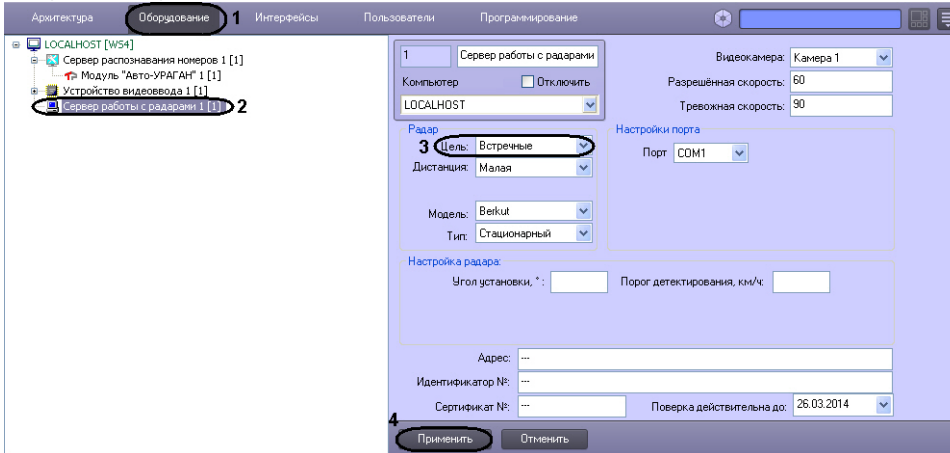 Архитектура Оборудование 1 Интерфейсы Пользователи Программирование
LOCALHOST [WS4]
Сервер распознавания номеров 1 [1]
Модуль "Авто-УРАГАН" 1 [1]
Устройство видеоввода 1 [1]
Сервер работы с радарами 1 [1] 2
1 Сервер работы с радарами
Компьютер Отключить
LOCALHOST
Видеокамера: Камера 1
Разрешённая скорость: 60
Тревожная скорость: 90
Радар
3 Цель: Встречные
Дистанция: Малая
Модель: Berkut
Тип: Стационарный
Настройки порта
Порт COM1
Настройка радара:
Угол установки, ° : Порог детектирования, км/ч:
Адрес: ---
Идентификатор №: ---
Сертификат №: --- Поверка действительна до: 26.03.2014
4
Применить Отменить